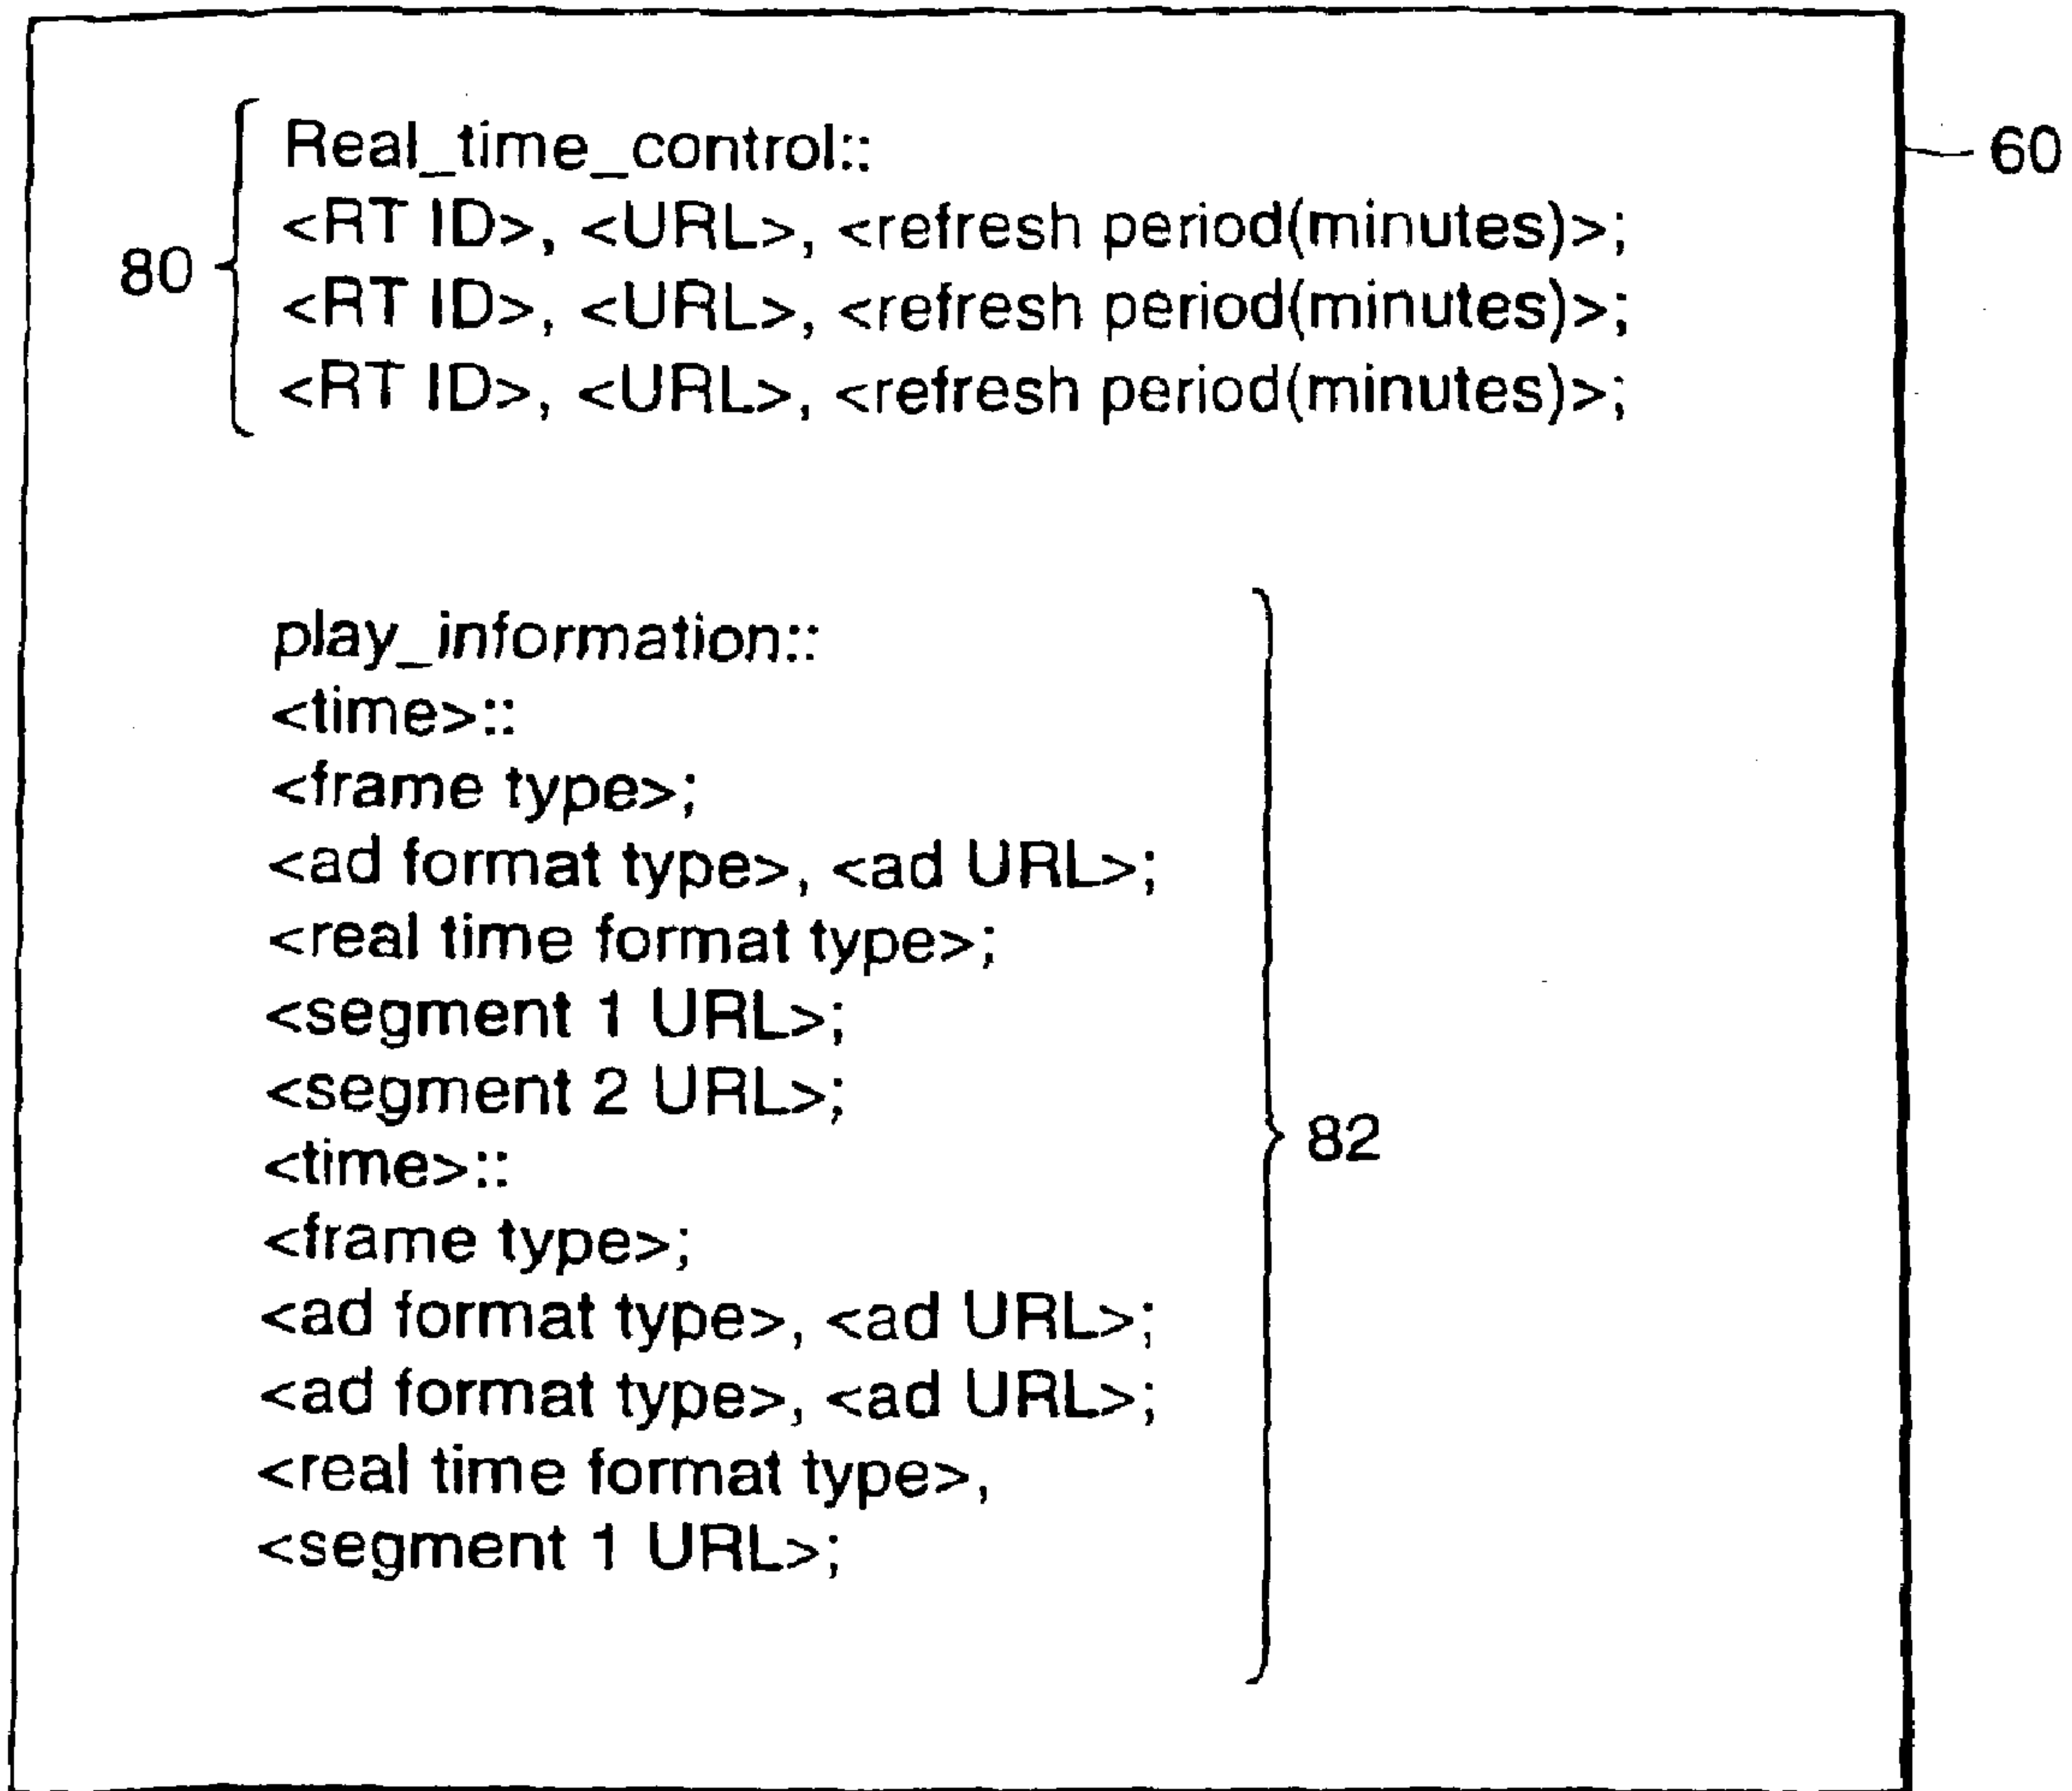 Real_time_control::
60
<RT ID>, <URL>, <refresh period(minutes)>;
80
<RT ID>, <URL>, <refresh period(minutes)>;
<RT ID>, <URL>, <refresh period(minutes)>;
play_information::
<time>::
<frame type>;
<ad format type>, <ad URL>;
<real time format type>;
<segment 1 URL>;
<segment 2 URL>;
82
<time>::
<frame type>;
<ad format type>, <ad URL>;
<ad format type>, <ad URL>;
<real time format type>,
<segment 1 URL>;